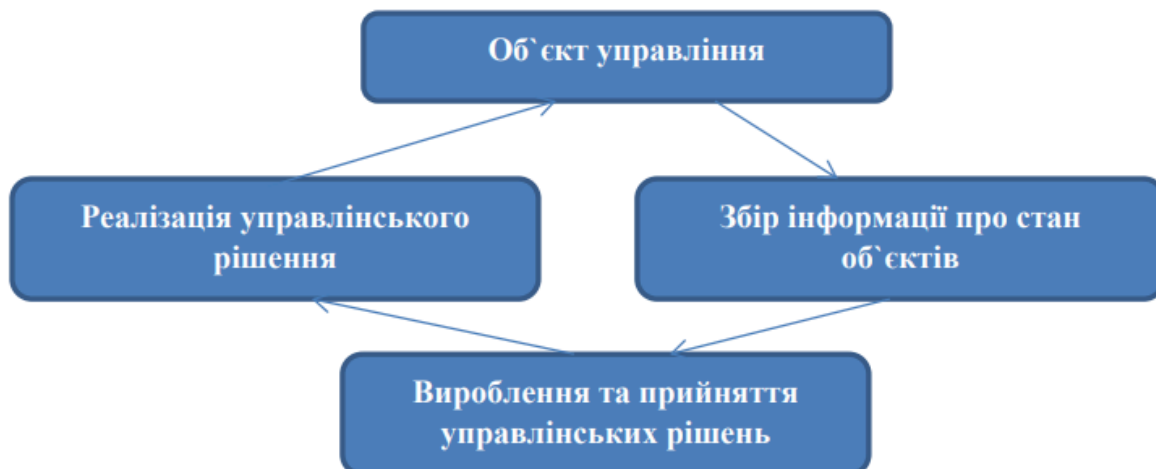 Об`єкт управління
Реалізація управлінського
рішення
Збір інформації про стан
об`єктів
Вироблення та прийняття
управлінських рішень